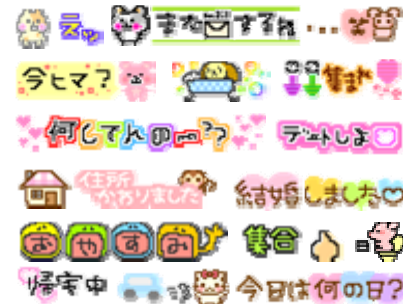 えッ また✉するね ...
今ヒマ? 集まれ
何してんの?? デートしよ
住所かわりました 結婚しました
おやすみ 集合
帰宅中 今日は何の日?